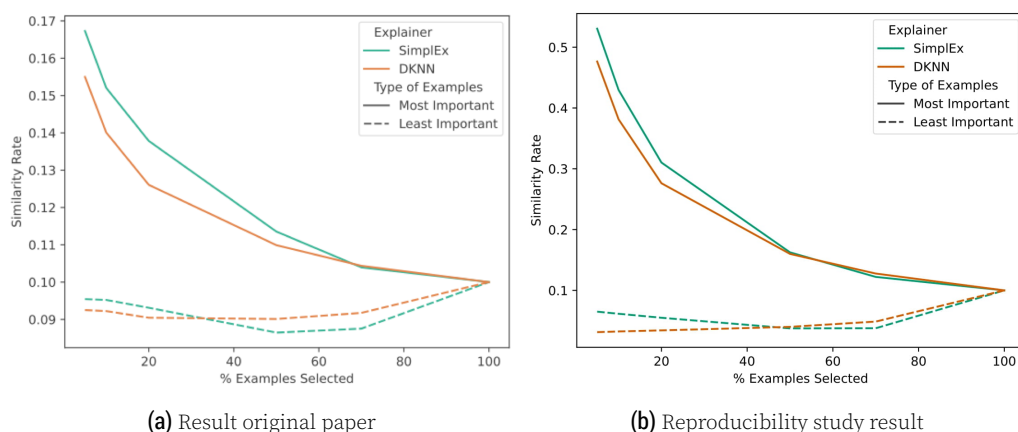 0.17
0.16
0.15
0.14
0.13
0.12
0.11
0.10
0.09
Similarity Rate
20
40
60
80
100
% Examples Selected
Explainer
SimplEx
DKNN
Type of Examples
Most Important
Least Important
(a) Result original paper
0.5
0.4
0.3
0.2
0.1
Similarity Rate
20
40
60
80
100
% Examples Selected
Explainer
SimplEx
DKNN
Type of Examples
Most Important
Least Important
(b) Reproducibility study result